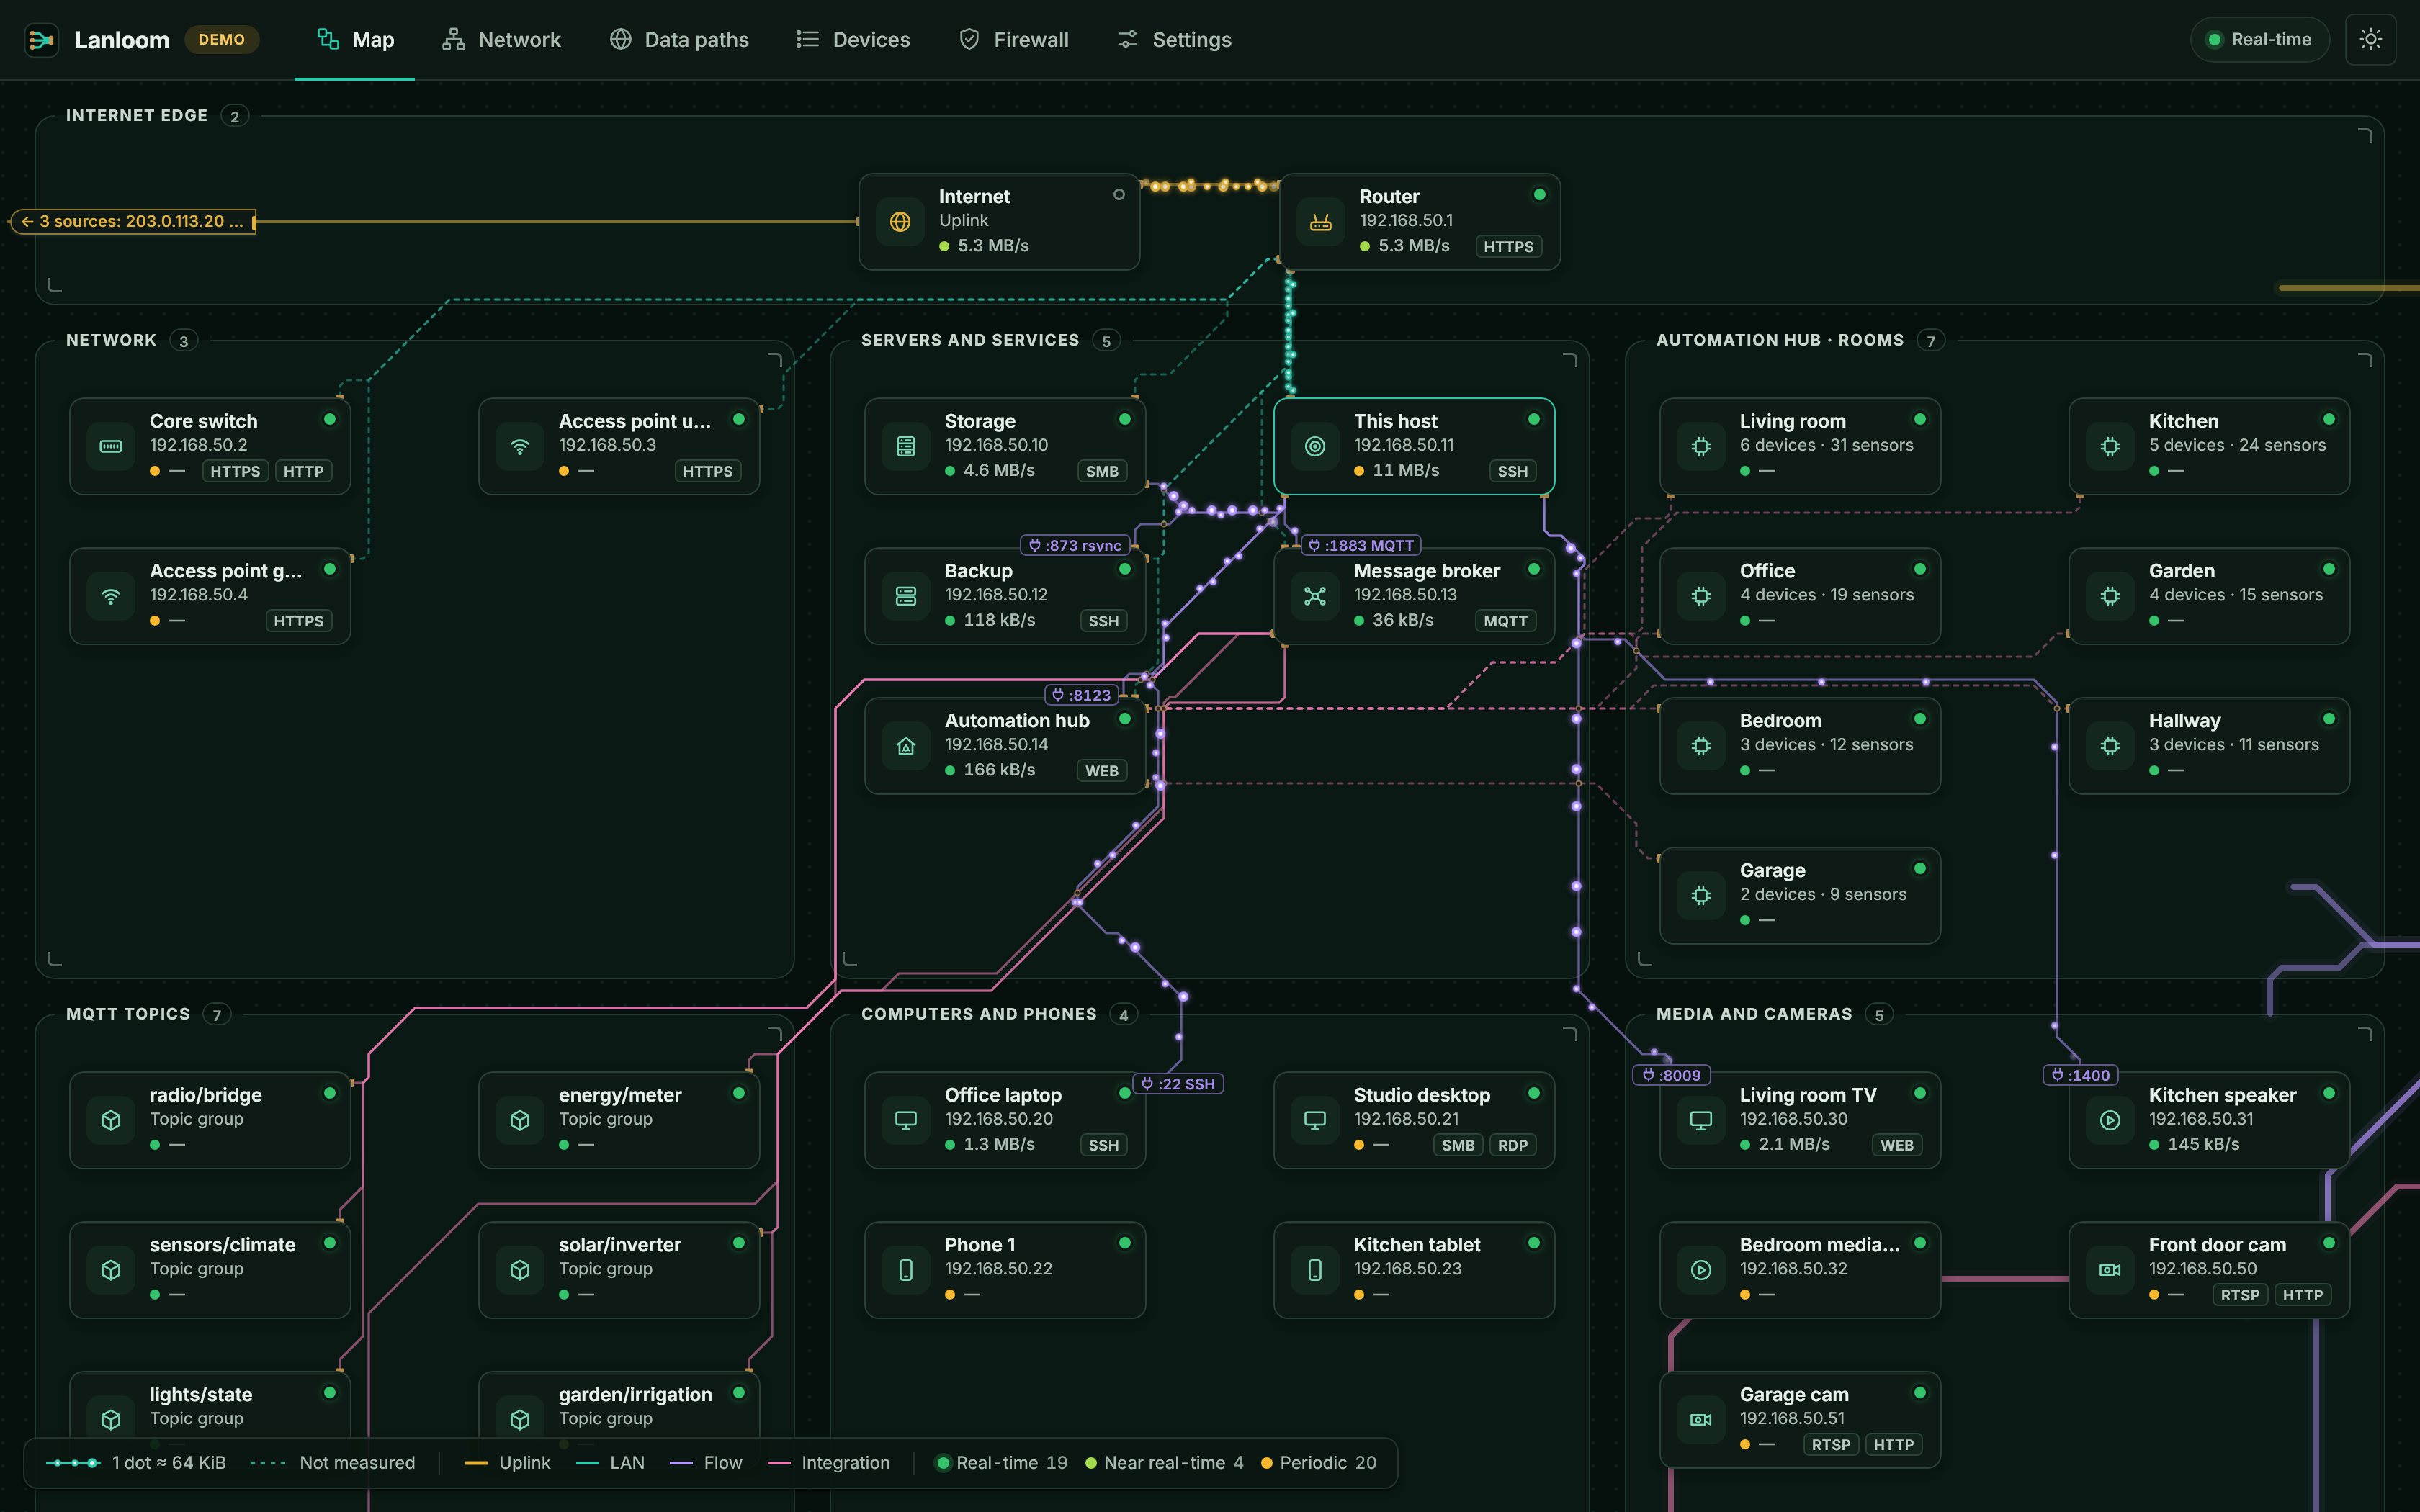 Lanloom DEMO Map Network Data paths Devices Firewall Settings Real-time
INTERNET EDGE 2
Internet
Uplink
5.3 MB/s
Router
192.168.50.1
5.3 MB/s HTTPS
← 3 sources: 203.0.113.20 ...
NETWORK 3
Core switch
192.168.50.2
— HTTPS HTTP
Access point u...
192.168.50.3
— HTTPS
Access point g...
192.168.50.4
— HTTPS
SERVERS AND SERVICES 5
Storage
192.168.50.10
4.6 MB/s SMB
This host
192.168.50.11
11 MB/s SSH
:873 rsync
:1883 MQTT
Backup
192.168.50.12
118 kB/s SSH
Message broker
192.168.50.13
36 kB/s MQTT
:8123
Automation hub
192.168.50.14
166 kB/s WEB
AUTOMATION HUB · ROOMS 7
Living room
6 devices · 31 sensors
—
Kitchen
5 devices · 24 sensors
—
Office
4 devices · 19 sensors
—
Garden
4 devices · 15 sensors
—
Bedroom
3 devices · 12 sensors
—
Hallway
3 devices · 11 sensors
—
Garage
2 devices · 9 sensors
—
MQTT TOPICS 7
radio/bridge
Topic group
—
energy/meter
Topic group
—
sensors/climate
Topic group
—
solar/inverter
Topic group
—
lights/state
Topic group
garden/irrigation
Topic group
COMPUTERS AND PHONES 4
:22 SSH
Office laptop
192.168.50.20
1.3 MB/s SSH
Studio desktop
192.168.50.21
— SMB RDP
Phone 1
192.168.50.22
—
Kitchen tablet
192.168.50.23
—
MEDIA AND CAMERAS 5
:8009
:1400
Living room TV
192.168.50.30
2.1 MB/s WEB
Kitchen speaker
192.168.50.31
145 kB/s
Bedroom media...
192.168.50.32
—
Front door cam
192.168.50.50
— RTSP HTTP
Garage cam
192.168.50.51
— RTSP HTTP
1 dot ≈ 64 KiB Not measured Uplink LAN Flow Integration Real-time 19 Near real-time 4 Periodic 20